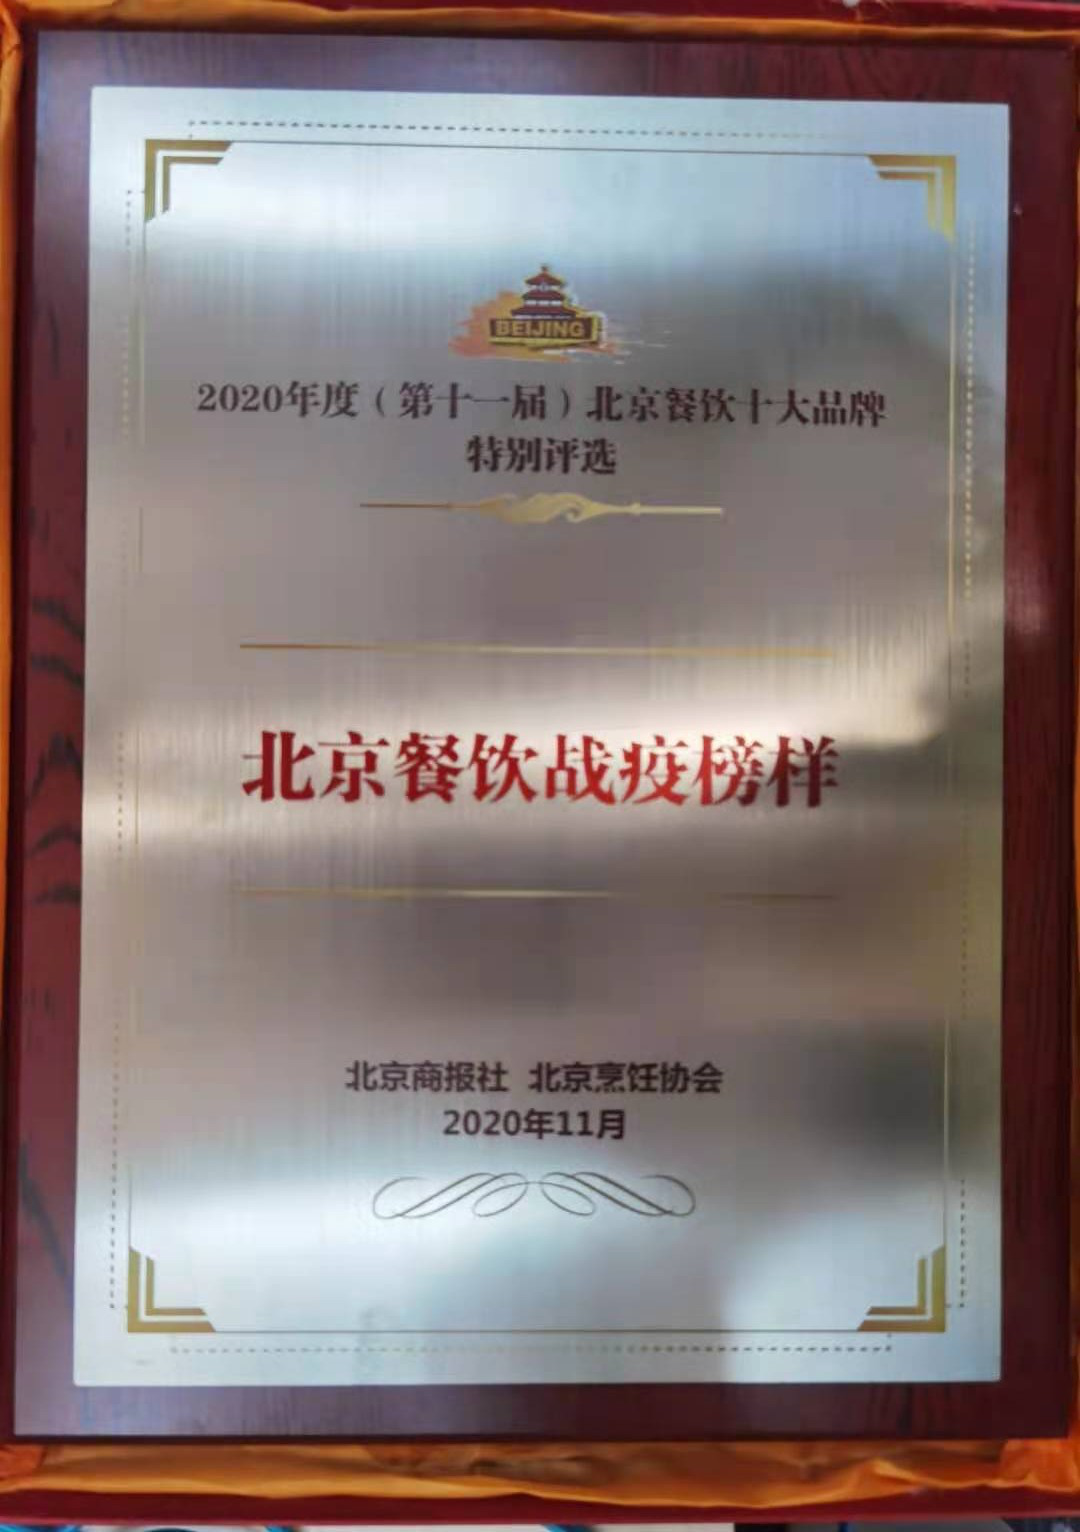 BEIJING
2020年度（第十一届）北京餐饮十大品牌
特别评选
北京餐饮战疫榜样
北京商报社 北京烹饪协会
2020年11月